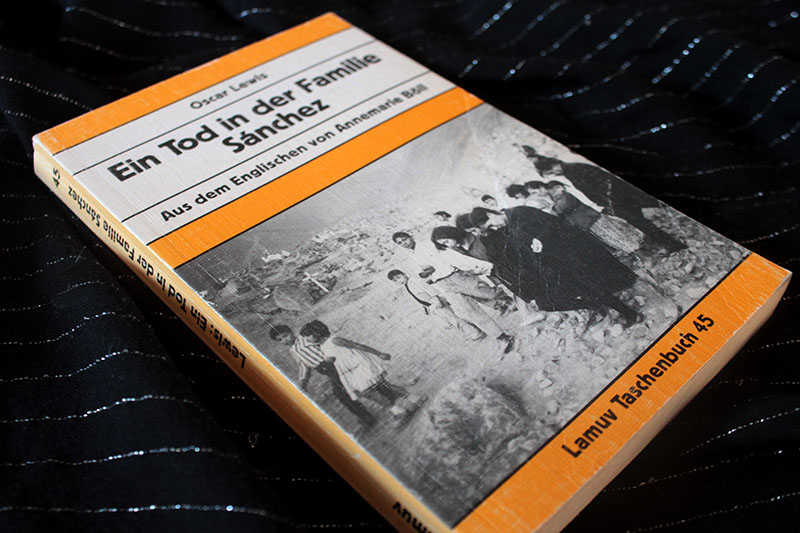 Oscar Lewis
Ein Tod in der Familie
Sánchez
Aus dem Englischen von Annemarie Böll
Lamuv Taschenbuch 45
45
Lewis: Ein Tod in der Familie Sánchez
muv